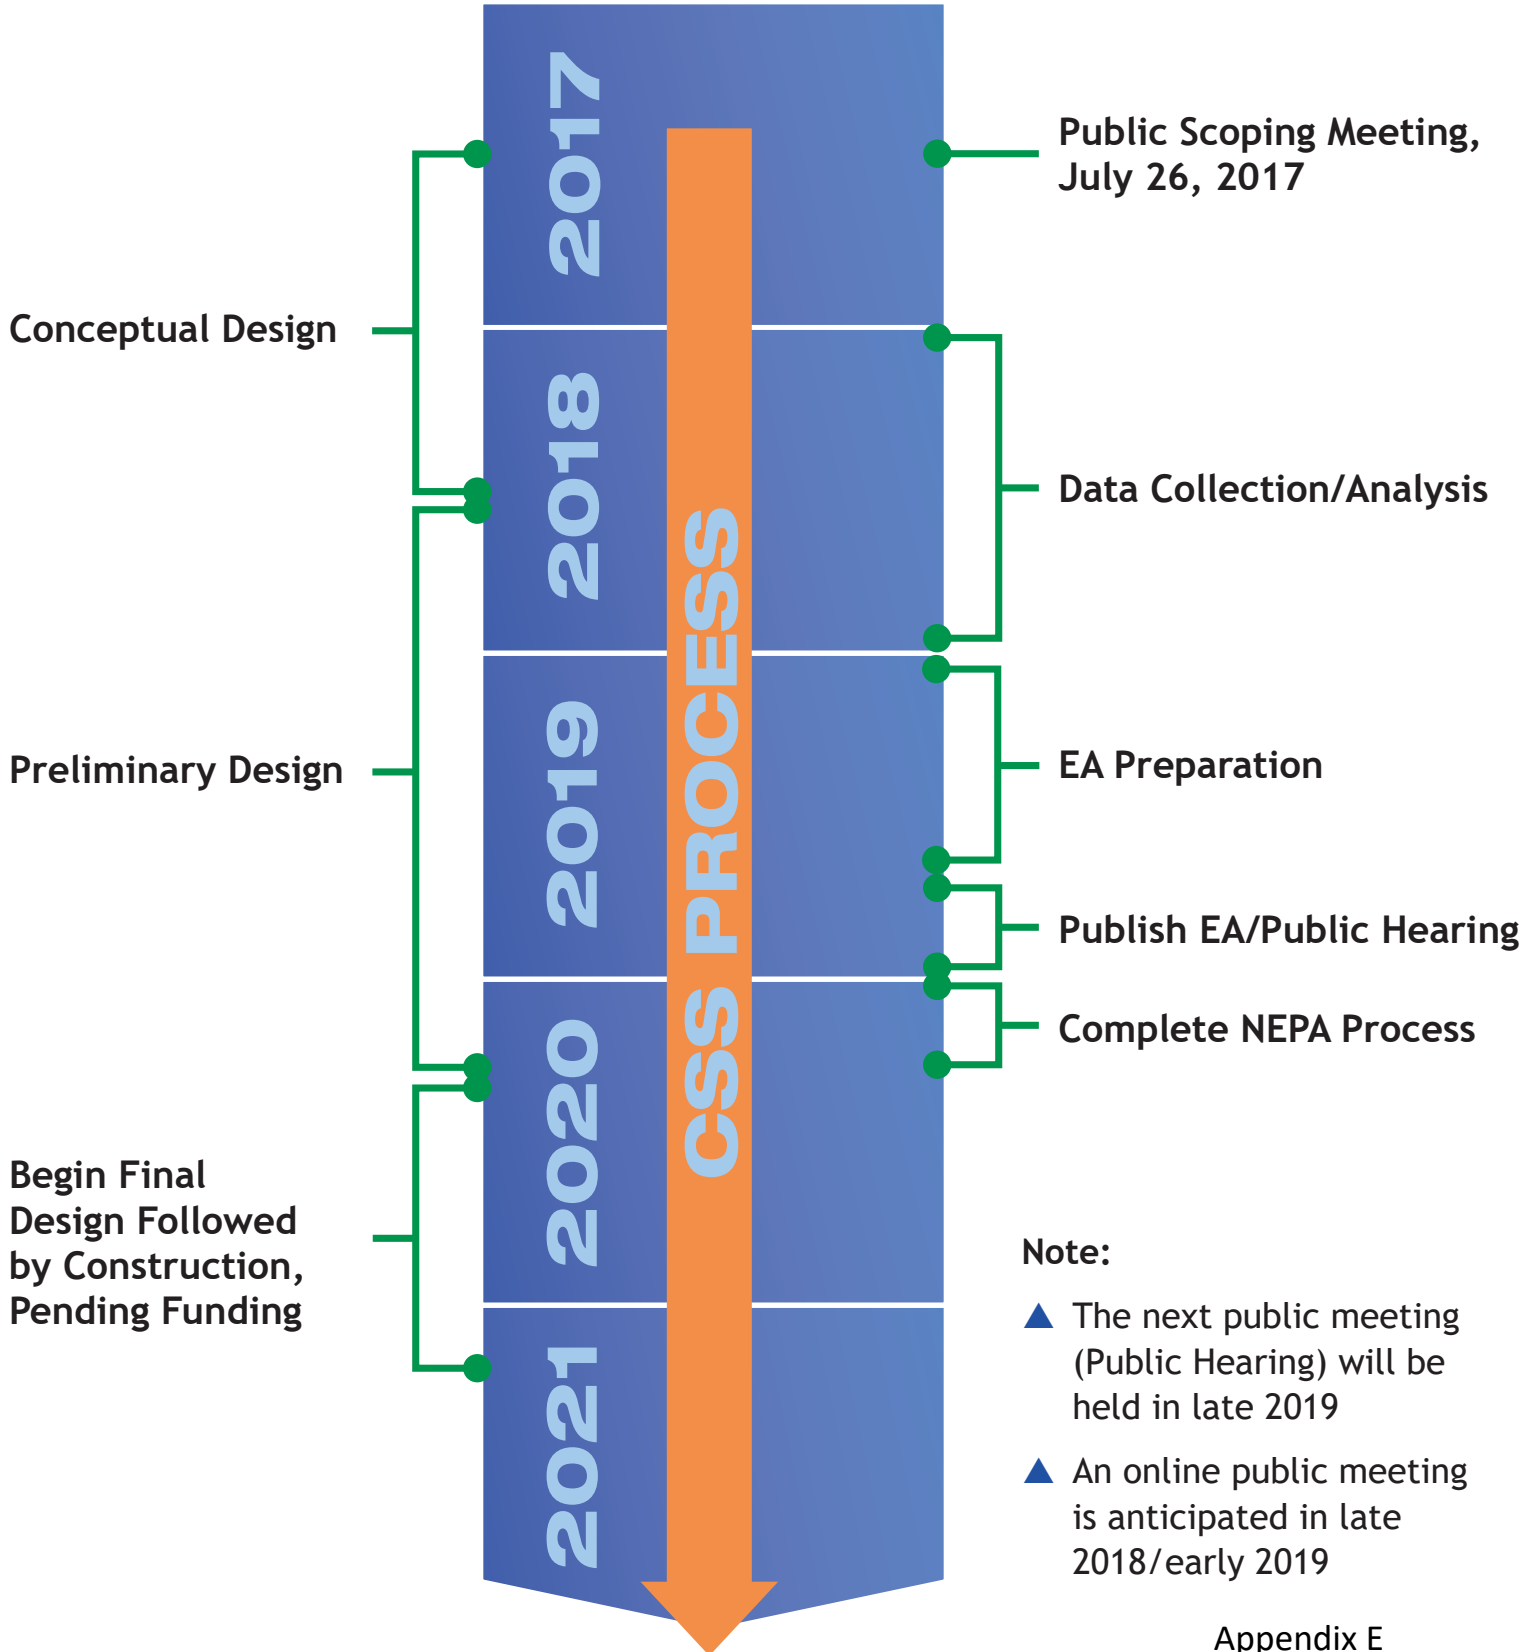 2017
Public Scoping Meeting,
July 26, 2017
Conceptual Design
2018
Data Collection/Analysis
CSS PROCESS
2019
Preliminary Design
EA Preparation
Publish EA/Public Hearing
2020
Complete NEPA Process
Begin Final
Design Followed
by Construction,
Pending Funding
2021
Note:
The next public meeting
(Public Hearing) will be
held in late 2019
An online public meeting
is anticipated in late
2018/early 2019
Appendix E